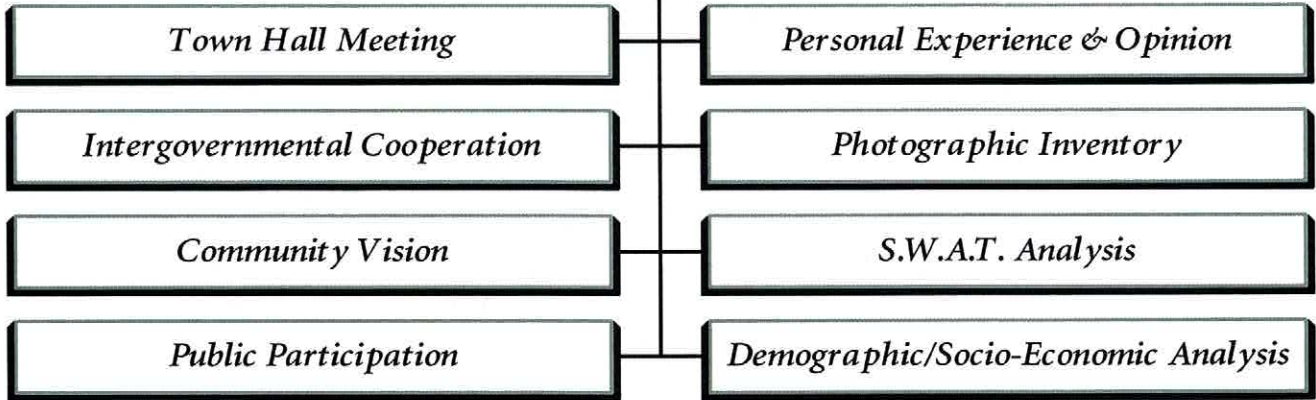 Town Hall Meeting
Personal Experience & Opinion
Intergovernmental Cooperation
Photographic Inventory
Community Vision
S.W.A.T. Analysis
Public Participation
Demographic/Socio-Economic Analysis